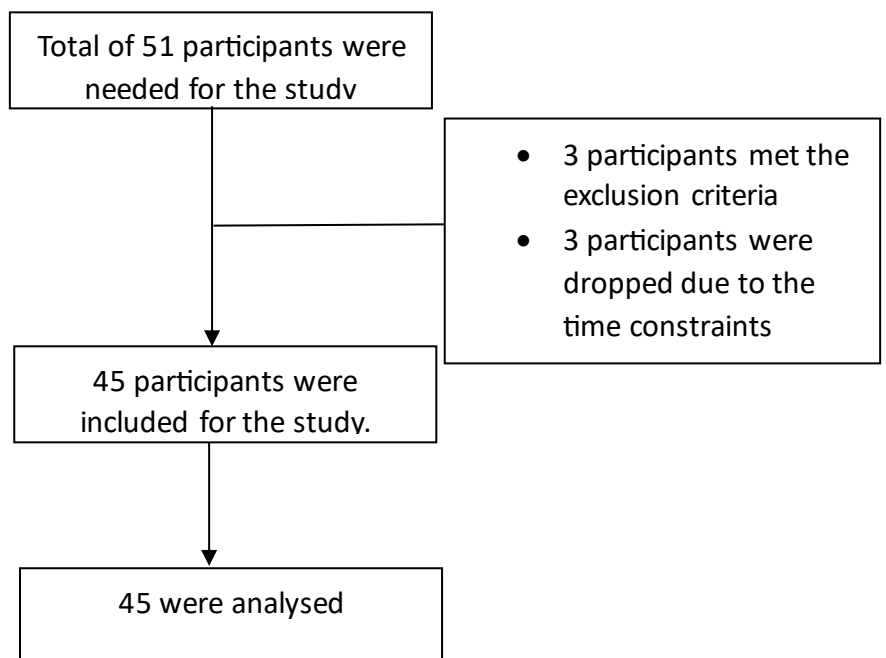 Total of 51 participants were
needed for the study
• 3 participants met the
exclusion criteria
• 3 participants were
dropped due to the
time constraints
45 participants were
included for the study.
45 were analysed